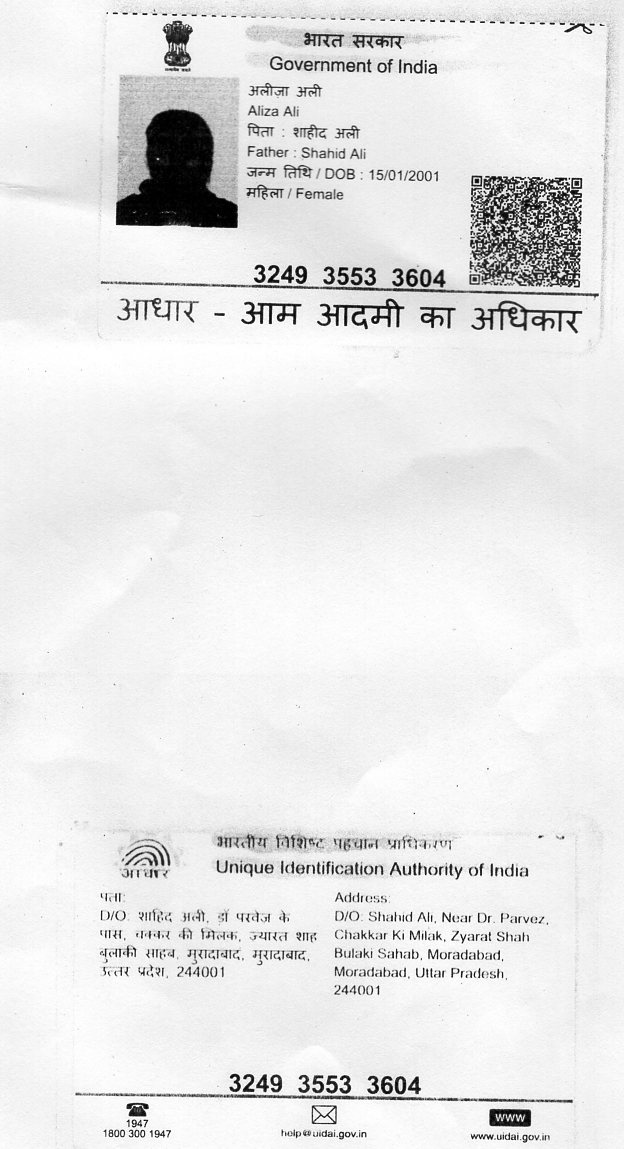 भारत सरकार
Government of India
अलीज़ा अली
Aliza Ali
पिता : शाहीद अली
Father : Shahid Ali
जन्म तिथि / DOB : 15/01/2001
महिला / Female
3249 3553 3604
आधार - आम आदमी का अधिकार
भारतीय विशिष्ट पहचान प्राधिकरण
Unique Identification Authority of India
आधार
पता:
D/O: शाहिद अली, डॉ परवेज के
पास, चक्कर की मिलक, ज्यारत शाह
बुलाकी साहब, मुरादाबाद, मुरादाबाद,
उत्तर प्रदेश, 244001
Address:
D/O: Shahid Ali, Near Dr. Parvez,
Chakkar Ki Milak, Zyarat Shah
Bulaki Sahab, Moradabad,
Moradabad, Uttar Pradesh,
244001
3249 3553 3604
1947
1800 300 1947
help@uidai.gov.in
www
www.uidai.gov.in